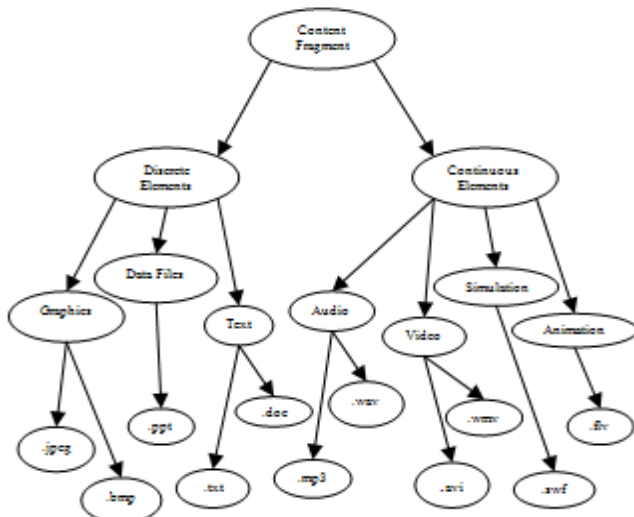 Content
Fragment
Discrete
Elements
Continuous
Elements
Data Files
Simulation
Graphics
Text
Audio
Video
Animation
.jpeg
.bmp
.ppt
.txt
.doc
.mp3
.wav
.avi
.wmv
.swf
.flv